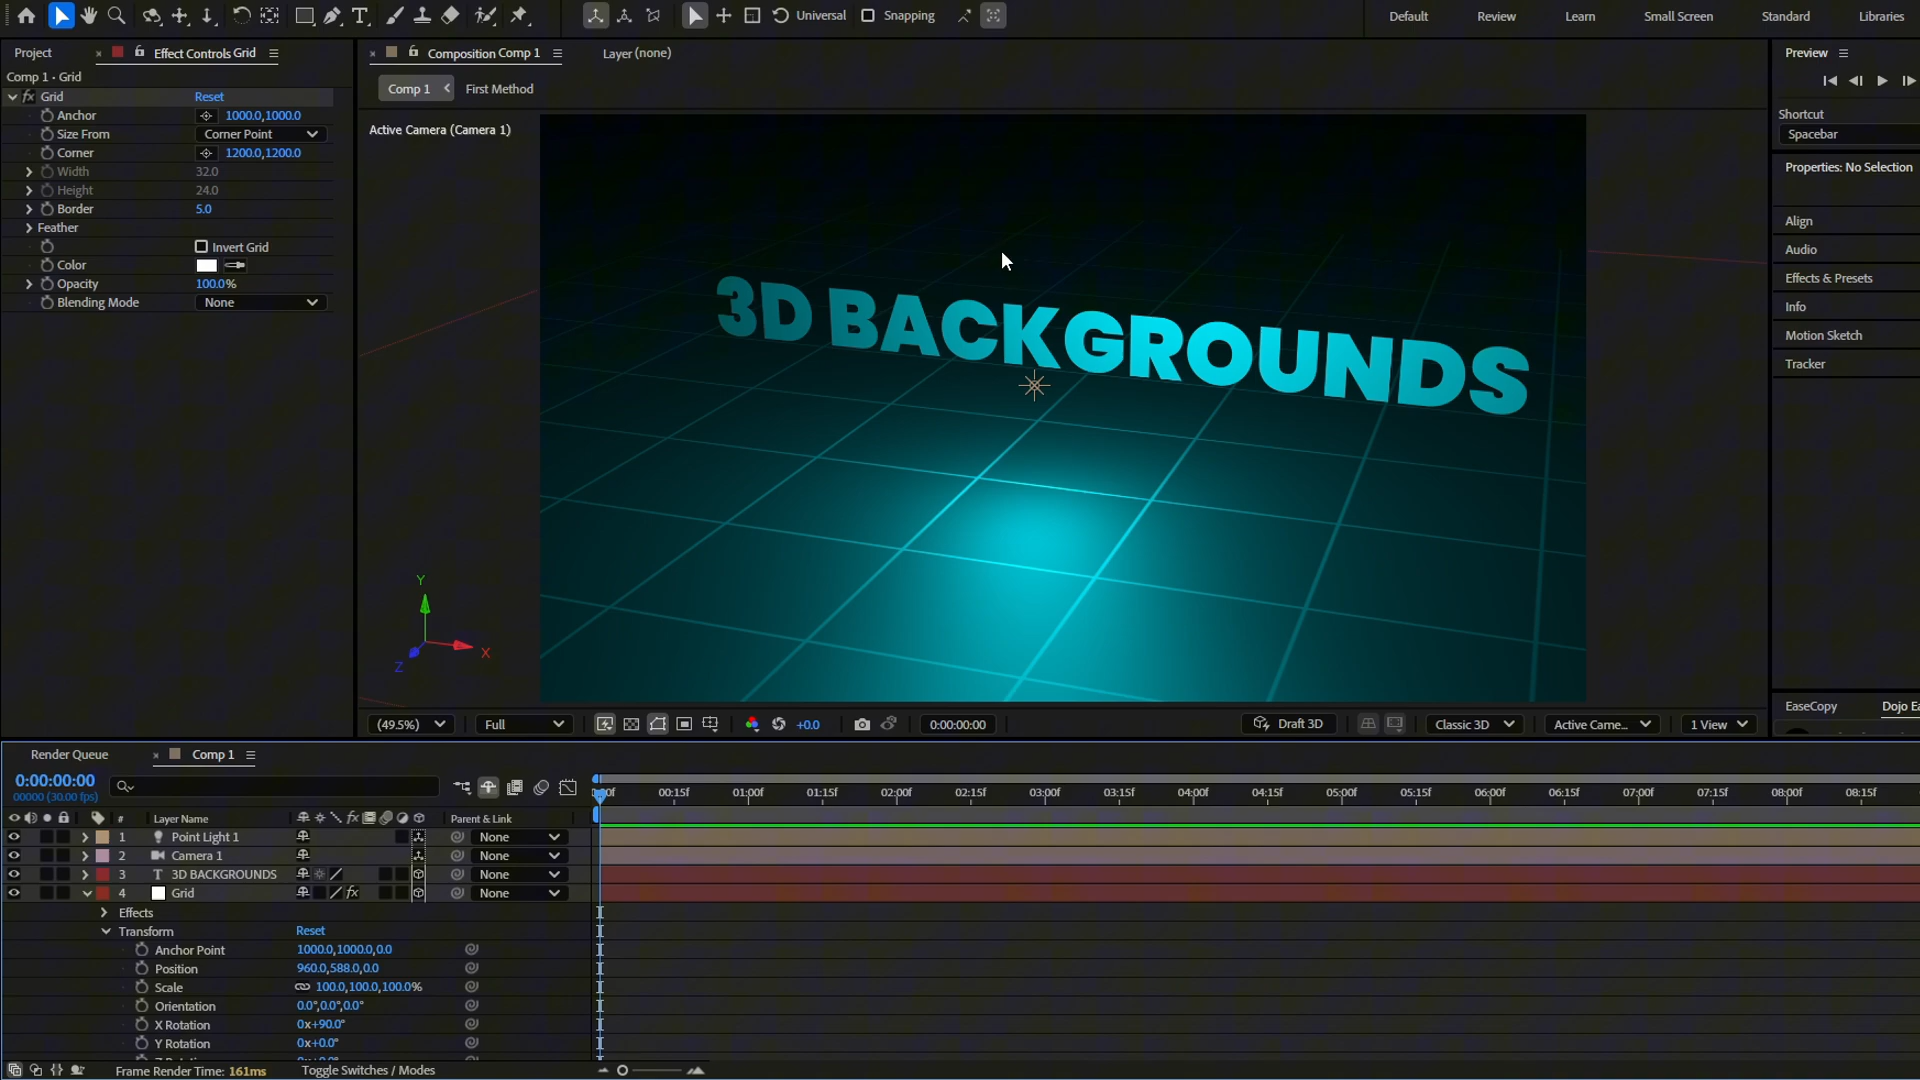 Universal Snapping Default Review Learn Small Screen Standard Libraries
Project Effect Controls Grid Composition Comp 1 Layer (none) Preview
Comp 1 · Grid
Grid Reset
Anchor 1000.0,1000.0
Size From Corner Point
Corner 1200.0,1200.0
Width 32.0
Height 24.0
Border 5.0
Feather
Invert Grid
Color
Opacity 100.0%
Blending Mode None
Comp 1 First Method
Active Camera (Camera 1)
3D BACKGROUNDS
Y
X
Z
(49.5%) Full +0.0 0:00:00:00 Draft 3D Classic 3D Active Came... 1 View
Shortcut
Spacebar
Properties: No Selection
Align
Audio
Effects & Presets
Info
Motion Sketch
Tracker
EaseCopy Dojo Ea
Render Queue Comp 1
0:00:00:00
00000 (30.00 fps)
00:15f 01:00f 01:15f 02:00f 02:15f 03:00f 03:15f 04:00f 04:15f 05:00f 05:15f 06:00f 06:15f 07:00f 07:15f 08:00f 08:15f
# Layer Name fx Parent & Link
1 Point Light 1 None
2 Camera 1 None
3 T 3D BACKGROUNDS None
4 Grid fx None
Effects
Transform Reset
Anchor Point 1000.0,1000.0,0.0
Position 960.0,588.0,0.0
Scale 100.0,100.0,100.0%
Orientation 0.0°,0.0°,0.0°
X Rotation 0x+90.0°
Y Rotation 0x+0.0°
Frame Render Time: 161ms Toggle Switches / Modes